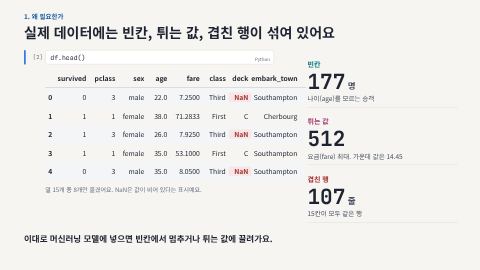 1. 왜 필요한가
실제 데이터에는 빈칸, 튀는 값, 겹친 행이 섞여 있어요
[2] df.head()
Python
survived pclass sex age fare class deck embark_town
0 0 3 male 22.0 7.2500 Third NaN Southampton
1 1 1 female 38.0 71.2833 First C Cherbourg
2 1 3 female 26.0 7.9250 Third NaN Southampton
3 1 1 female 35.0 53.1000 First C Southampton
4 0 3 male 35.0 8.0500 Third NaN Southampton
열 15개 중 8개만 옮겼어요. NaN은 값이 비어 있다는 표시예요.
빈칸
177 명
나이(age)를 모르는 승객
튀는 값
512
요금(fare) 최대. 가운데 값은 14.45
겹친 행
107 줄
15칸이 모두 같은 행
이대로 머신러닝 모델에 넣으면 빈칸에서 멈추거나 튀는 값에 끌려가요.